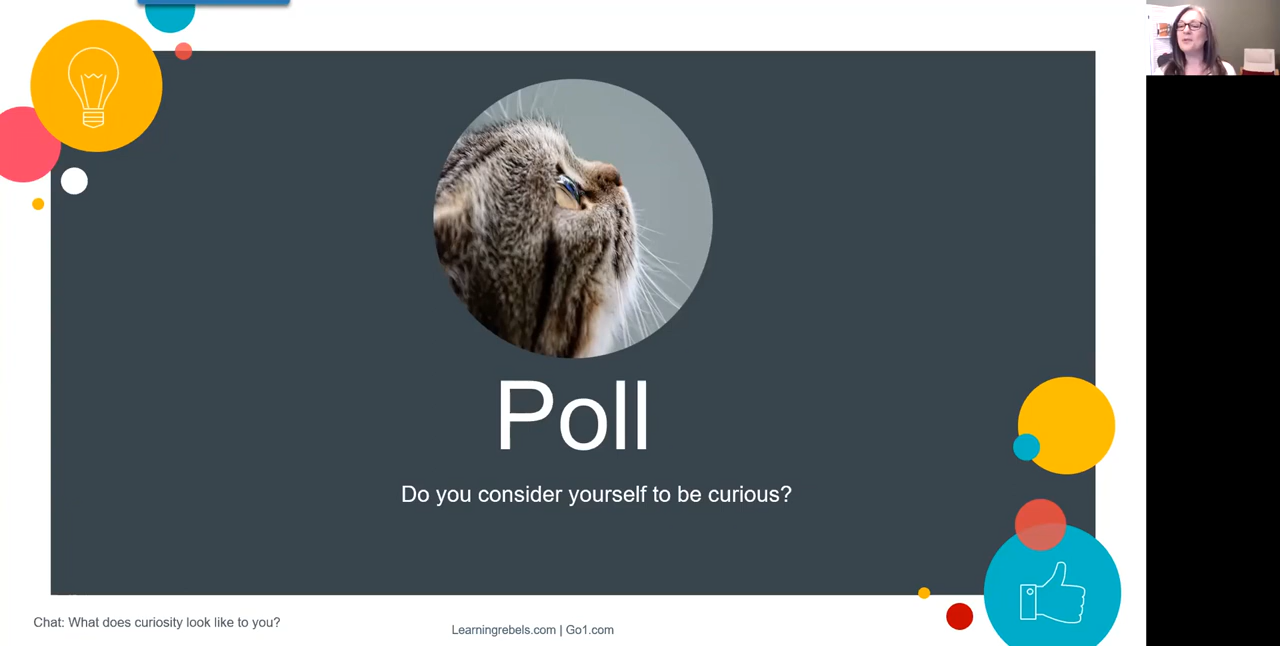 Poll
Do you consider yourself to be curious?
Chat: What does curiosity look like to you?
Learningrebels.com | Go1.com